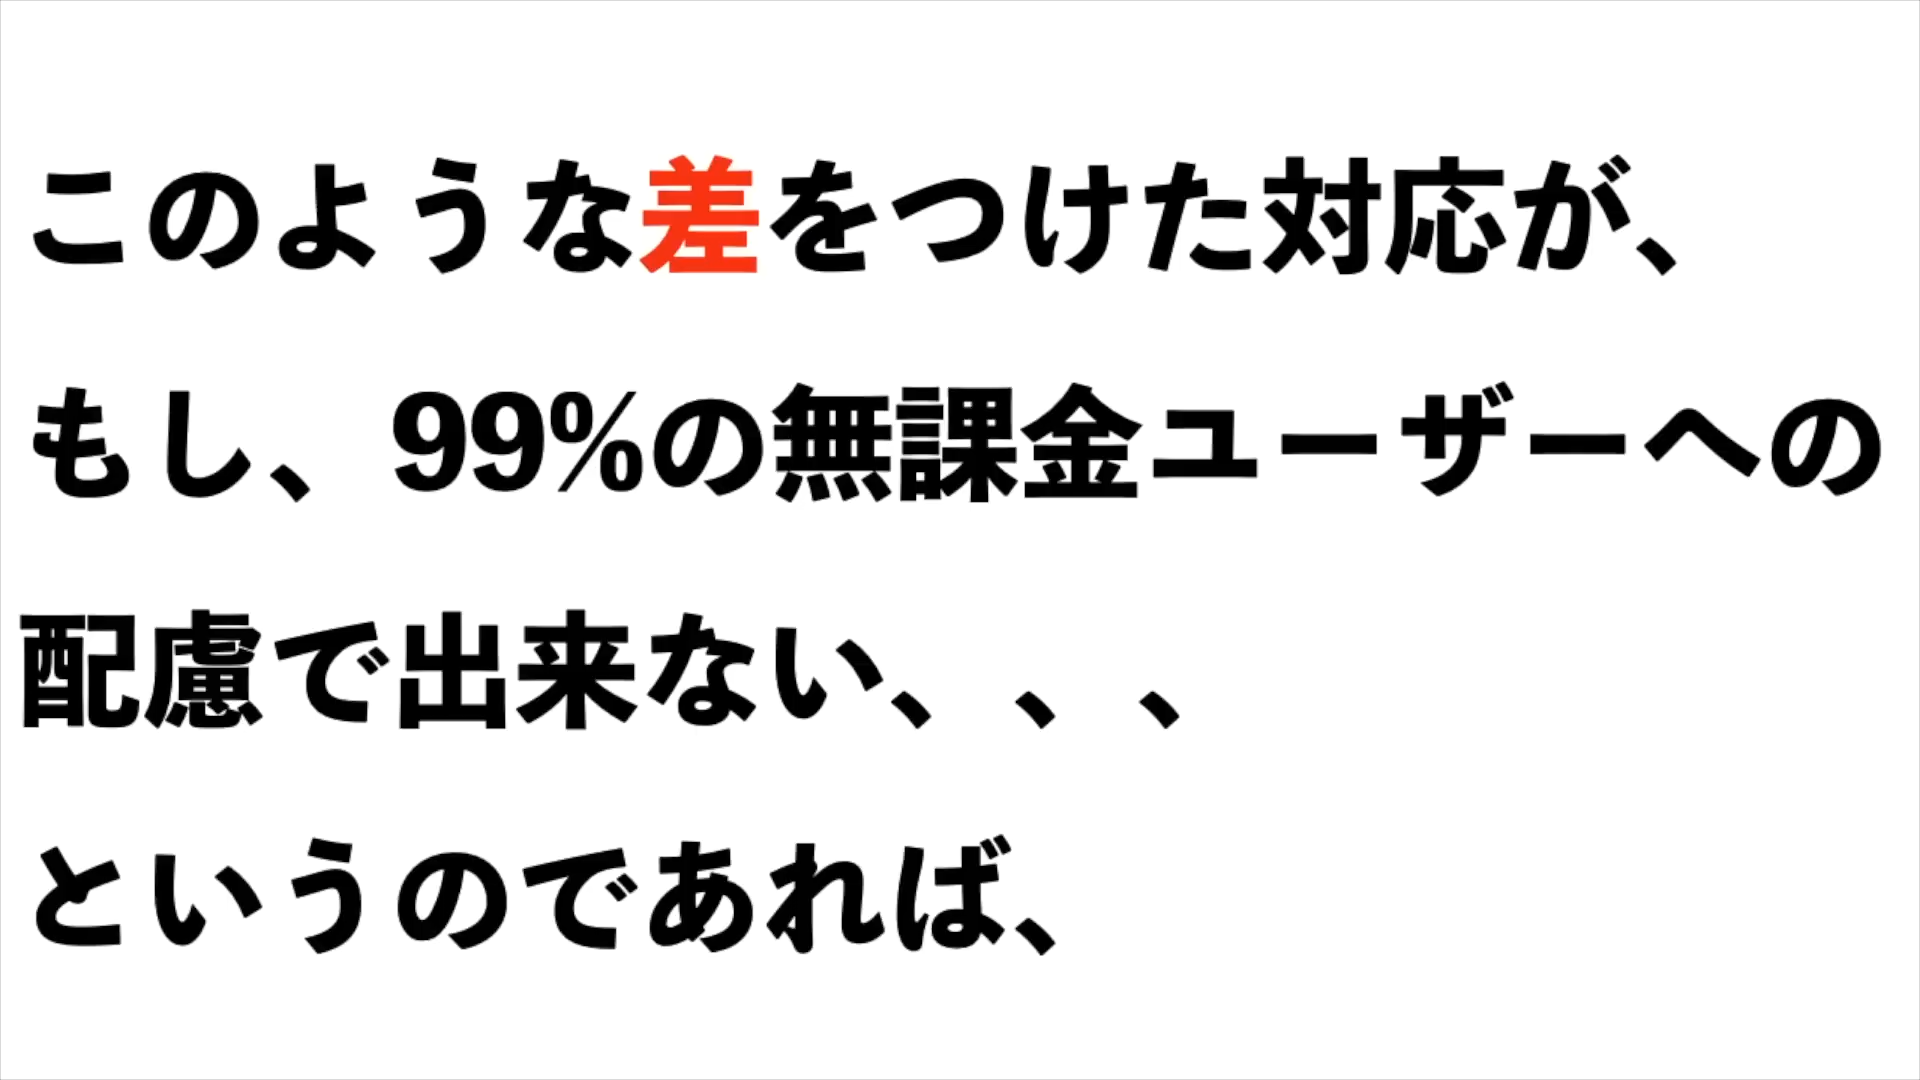 このような差をつけた対応が、
もし、99%の無課金ユーザーへの
配慮で出来ない、、、
というのであれば、